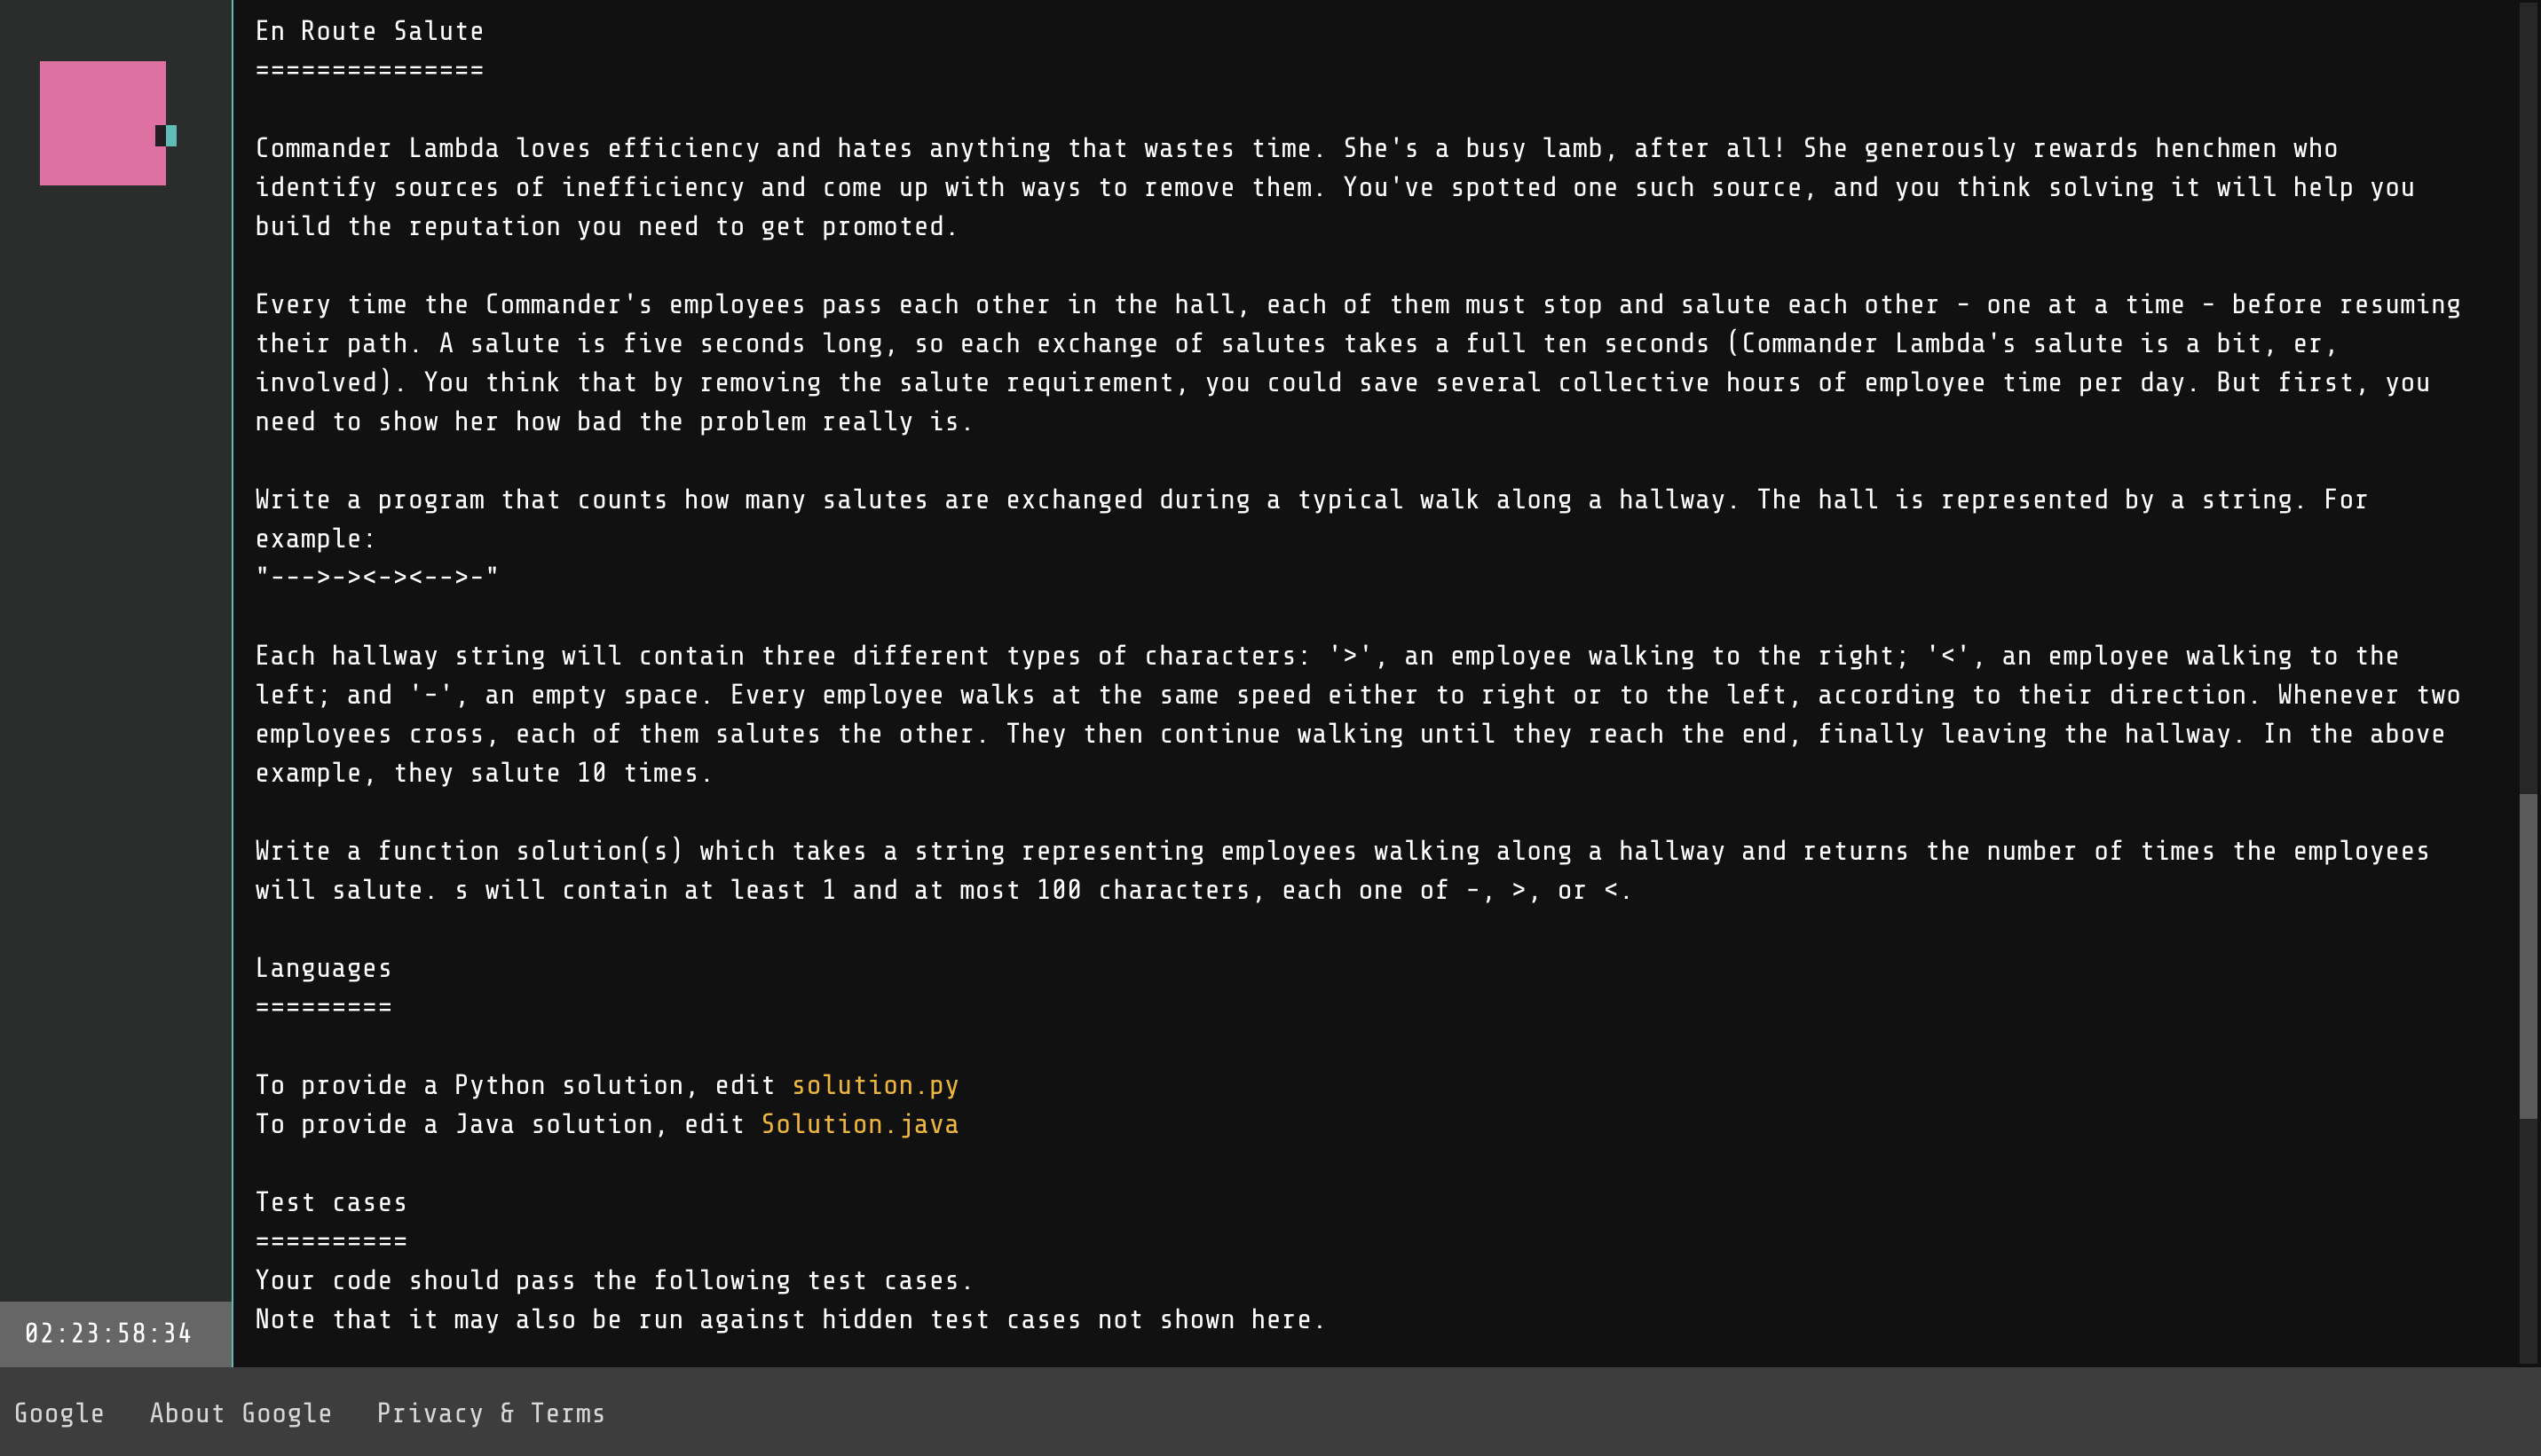 En Route Salute
===============
Commander Lambda loves efficiency and hates anything that wastes time. She's a busy lamb, after all! She generously rewards henchmen who
identify sources of inefficiency and come up with ways to remove them. You've spotted one such source, and you think solving it will help you
build the reputation you need to get promoted.
Every time the Commander's employees pass each other in the hall, each of them must stop and salute each other - one at a time - before resuming
their path. A salute is five seconds long, so each exchange of salutes takes a full ten seconds (Commander Lambda's salute is a bit, er,
involved). You think that by removing the salute requirement, you could save several collective hours of employee time per day. But first, you
need to show her how bad the problem really is.
Write a program that counts how many salutes are exchanged during a typical walk along a hallway. The hall is represented by a string. For
example:
"--->-><-><-->-"
Each hallway string will contain three different types of characters: '>', an employee walking to the right; '<', an employee walking to the
left; and '-', an empty space. Every employee walks at the same speed either to right or to the left, according to their direction. Whenever two
employees cross, each of them salutes the other. They then continue walking until they reach the end, finally leaving the hallway. In the above
example, they salute 10 times.
Write a function solution(s) which takes a string representing employees walking along a hallway and returns the number of times the employees
will salute. s will contain at least 1 and at most 100 characters, each one of -, >, or <.
Languages
=========
To provide a Python solution, edit solution.py
To provide a Java solution, edit Solution.java
Test cases
==========
Your code should pass the following test cases.
Note that it may also be run against hidden test cases not shown here.
02:23:58:34
Google About Google Privacy & Terms